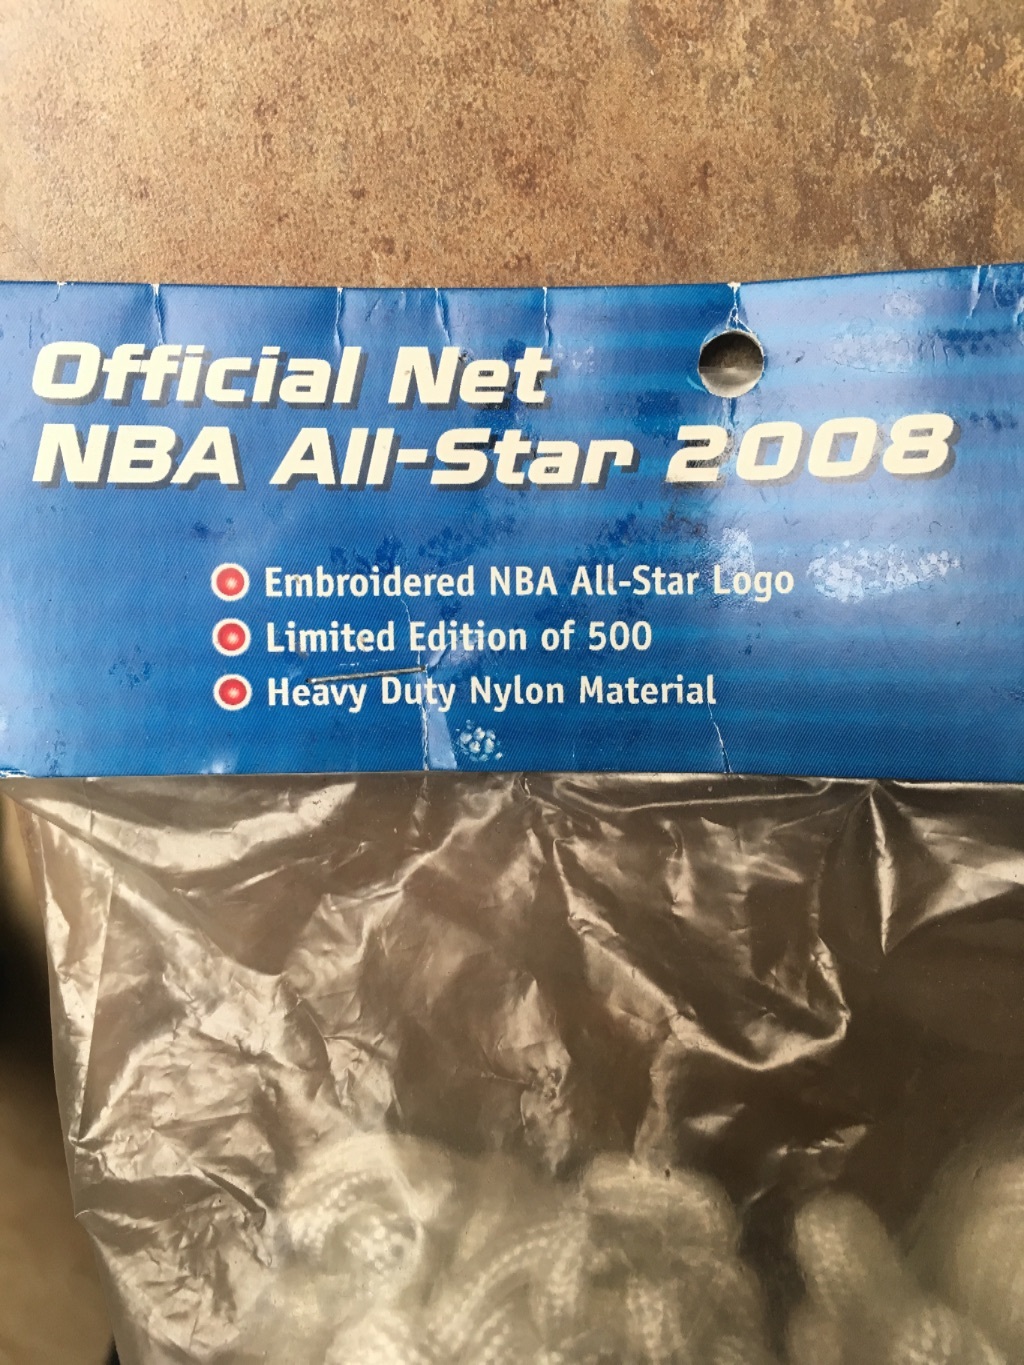 Official Net
NBA All-Star 2008
Embroidered NBA All-Star Logo
Limited Edition of 500
Heavy Duty Nylon Material